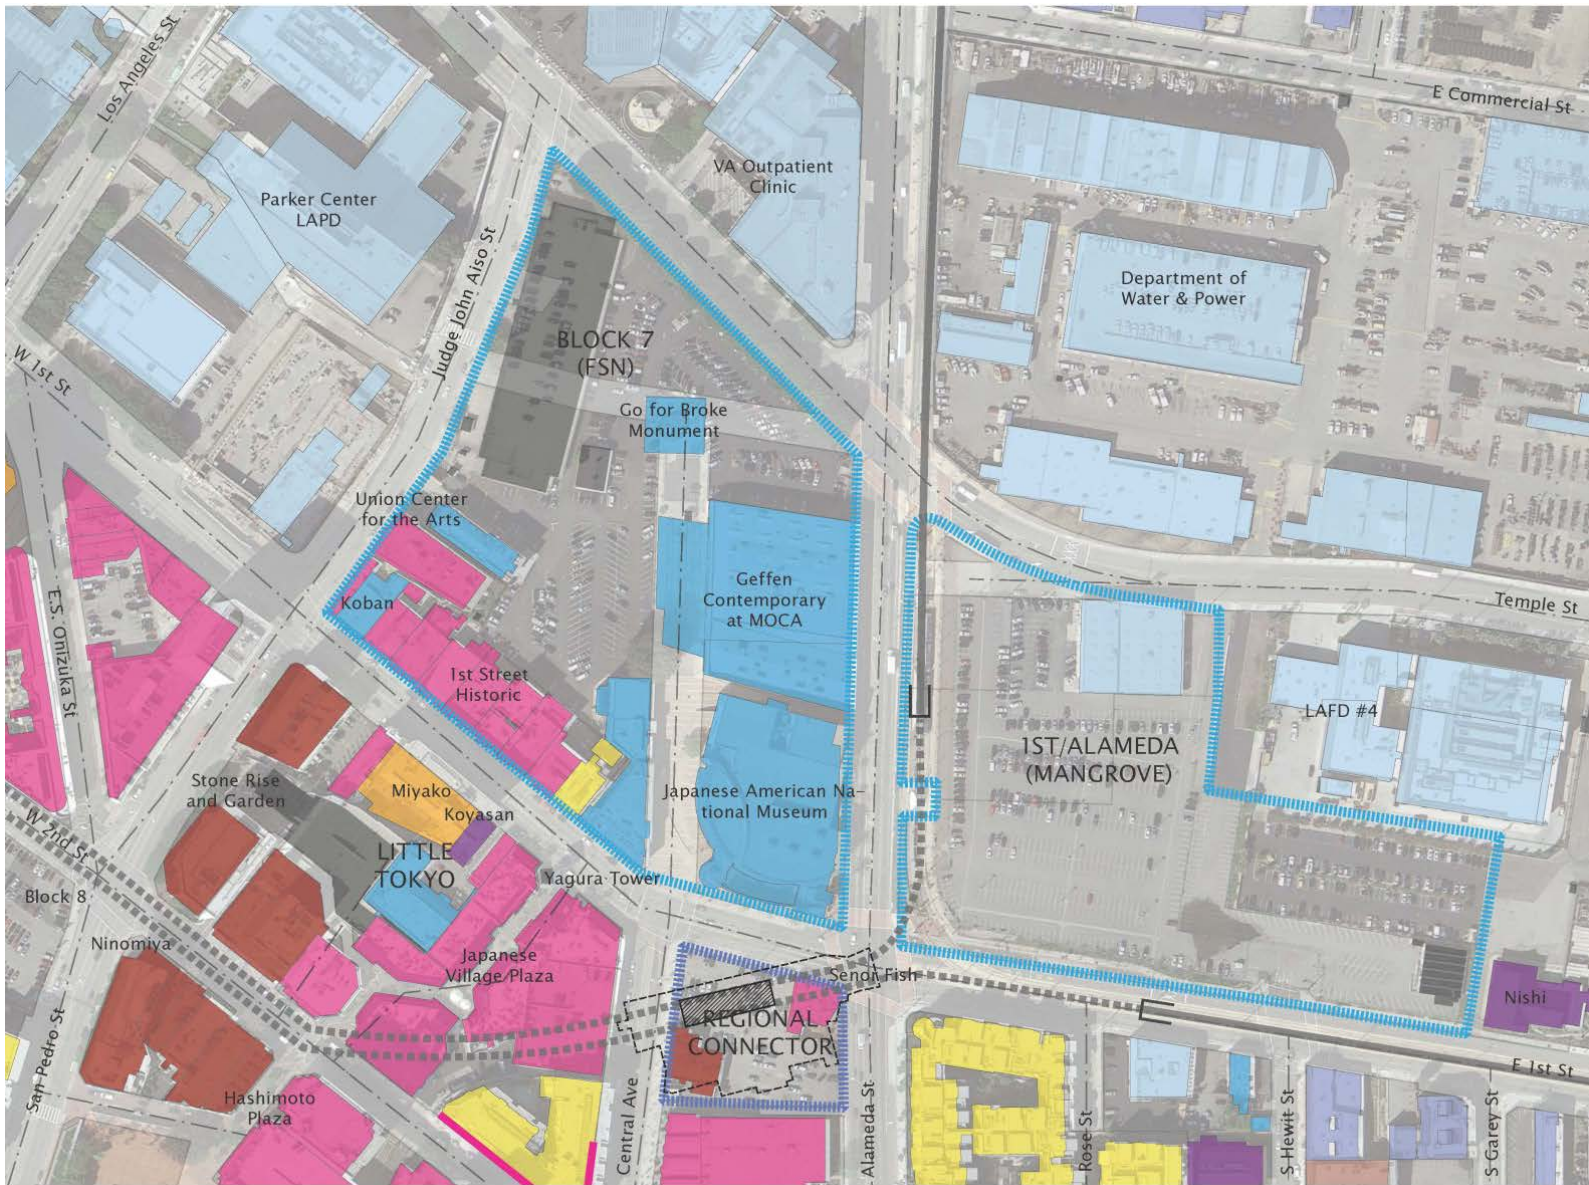 Los Angeles St
E Commercial St
VA Outpatient
Clinic
Parker Center
LAPD
Judge John Aiso St
Department of
Water & Power
BLOCK 7
(FSN)
W 1st St
Go for Broke
Monument
Union Center
for the Arts
Geffen
Contemporary
at MOCA
Koban
Temple St
E.S. Onizuka St
1st Street
Historic
LAFD #4
1ST/ALAMEDA
(MANGROVE)
Stone Rise
and Garden
Miyako
Koyasan
Japanese American Na-
tional Museum
W 2nd St
LITTLE
TOKYO
Yagura Tower
Block 8
Ninomiya
Japanese
Village Plaza
Senor Fish
Nishi
REGIONAL
CONNECTOR
San Pedro St
Hashimoto
Plaza
Central Ave
Alameda St
Rose St
S Hewit St
S Garey St
E 1st St